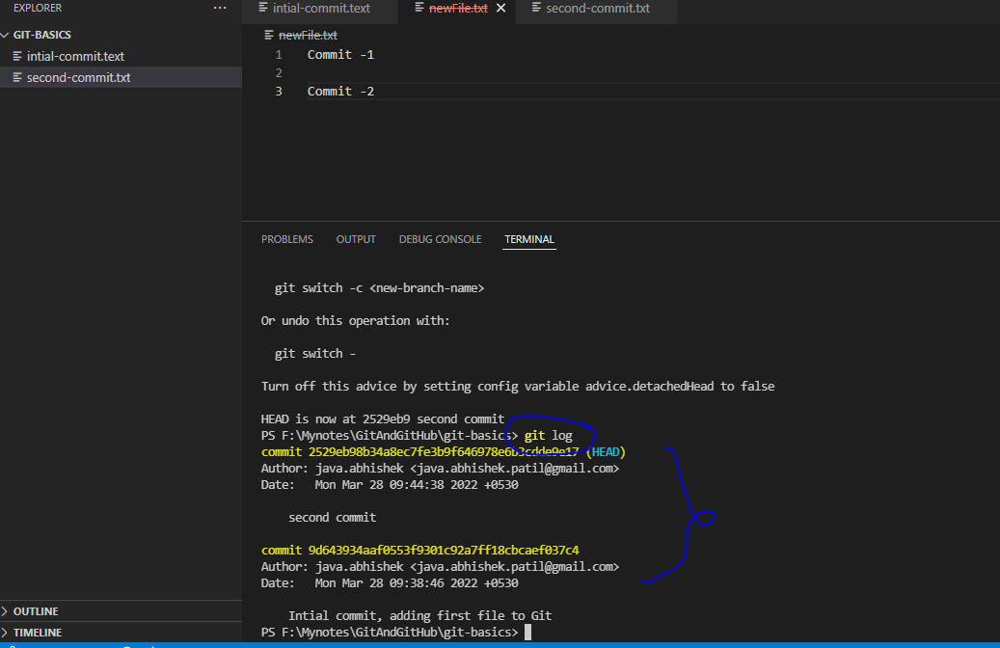 EXPLORER ···
GIT-BASICS
intial-commit.text
second-commit.txt
OUTLINE
TIMELINE
intial-commit.text newFile.txt second-commit.txt
newFile.txt
1 Commit -1
2
3 Commit -2
PROBLEMS OUTPUT DEBUG CONSOLE TERMINAL
git switch -c <new-branch-name>
Or undo this operation with:
git switch -
Turn off this advice by setting config variable advice.detachedHead to false
HEAD is now at 2529eb9 second commit
PS F:\Mynotes\GitAndGitHub\git-basics> git log
commit 2529eb98b34a8ec7fe3b9f646978e6b3cdde9e17 (HEAD)
Author: java.abhishek <java.abhishek.patil@gmail.com>
Date: Mon Mar 28 09:44:38 2022 +0530
second commit
commit 9d643934aaf0553f9301c92a7ff18cbcaef037c4
Author: java.abhishek <java.abhishek.patil@gmail.com>
Date: Mon Mar 28 09:38:46 2022 +0530
Intial commit, adding first file to Git
PS F:\Mynotes\GitAndGitHub\git-basics>